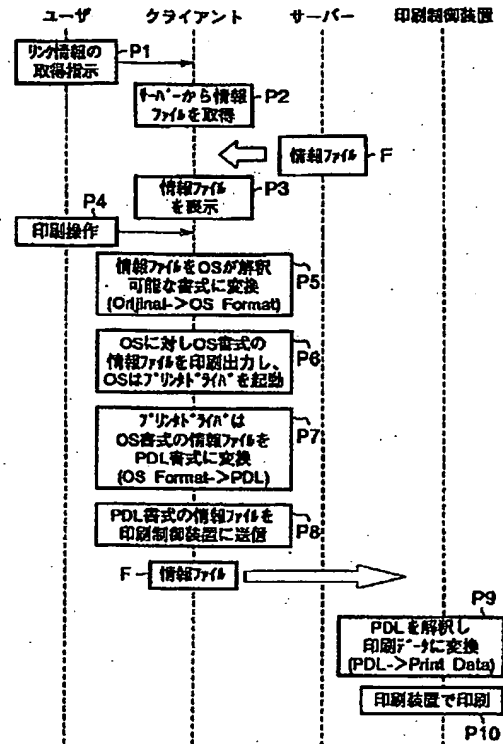 ユーザ クライアント サーバー 印刷制御装置
リンク情報の
取得指示
P1
サーバーから情報
ファイルを取得
P2
情報ファイル F
情報ファイル
を表示
P3
P4
印刷操作
情報ファイルをOSが解釈
可能な書式に変換
(Orijinal->OS Format)
P5
OSに対しOS書式の
情報ファイルを印刷出力し、
OSはプリンタドライバを起動
P6
プリンタドライバは
OS書式の情報ファイルを
PDL書式に変換
(OS Format->PDL)
P7
PDL書式の情報ファイルを
印刷制御装置に送信
P8
F 情報ファイル
P9
PDLを解釈し
印刷データに変換
(PDL->Print Data)
印刷装置で印刷
P10